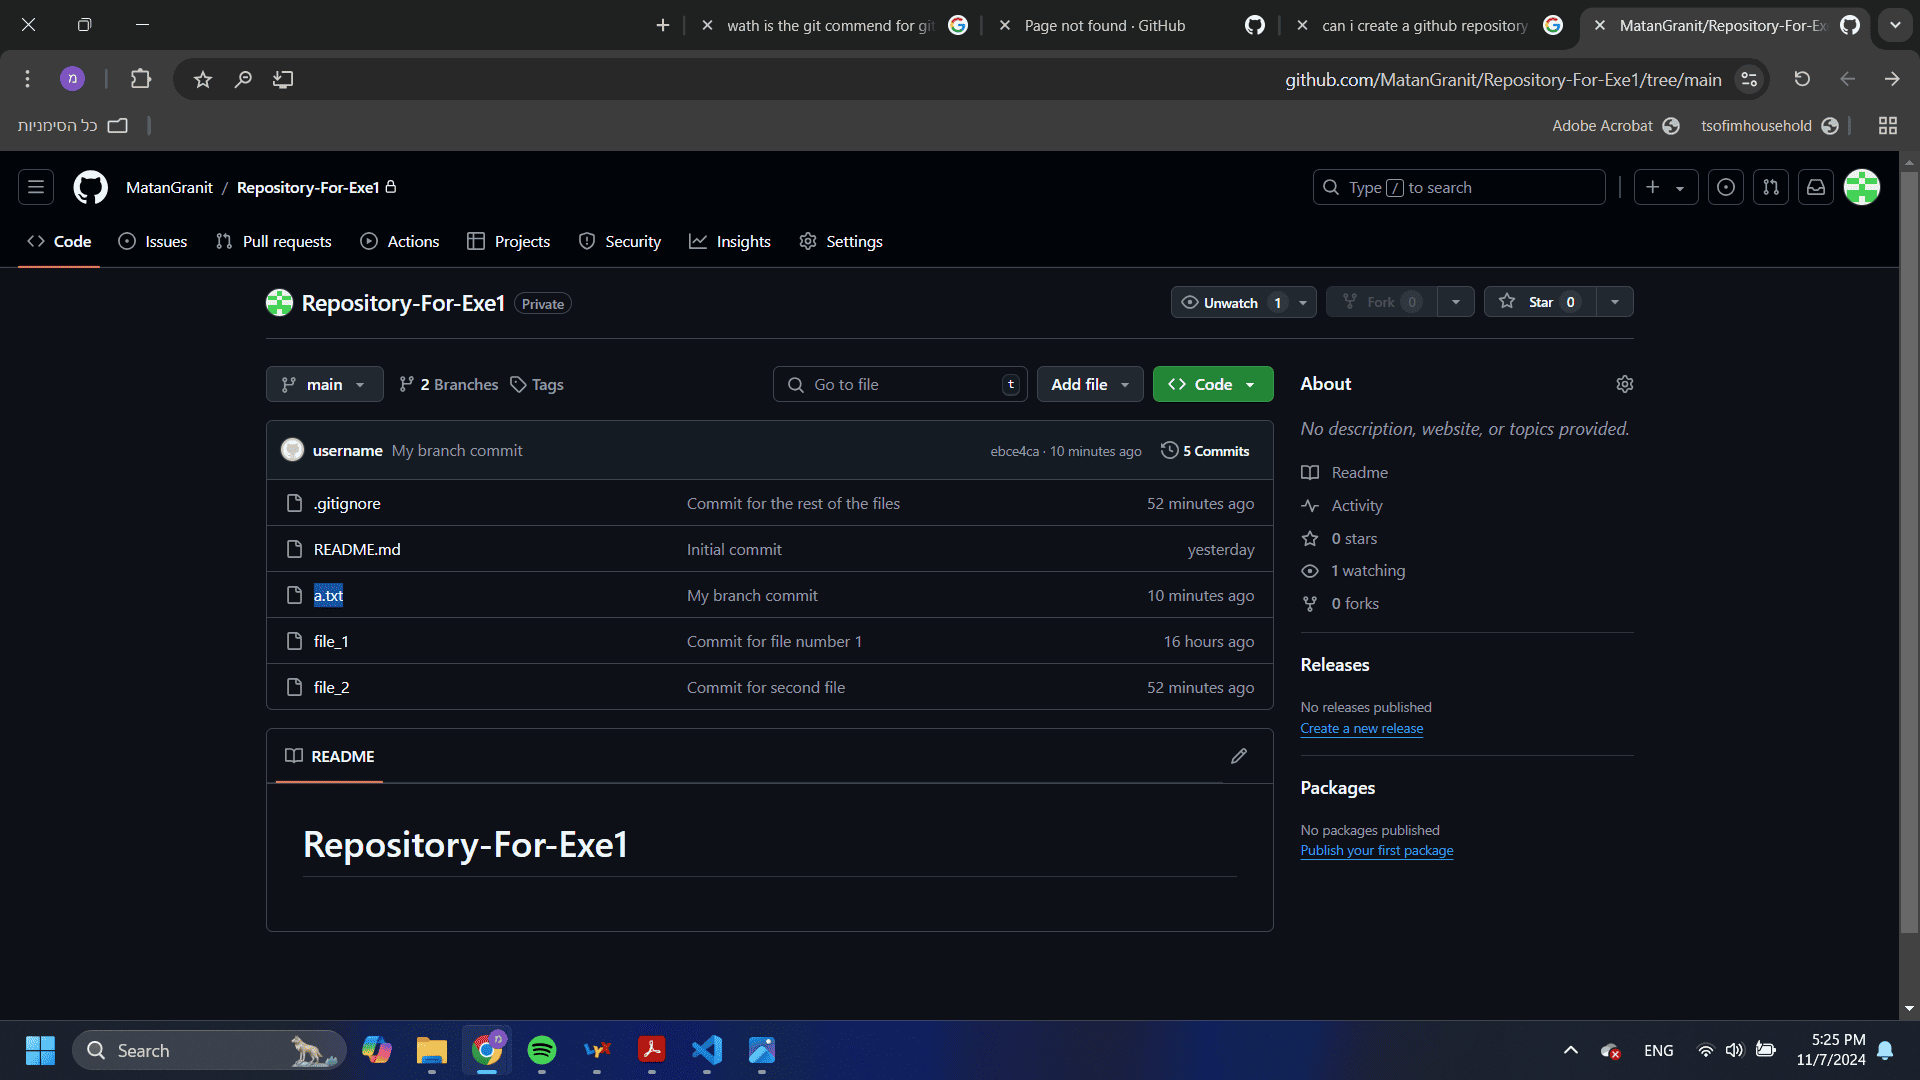 wath is the git commend for gi
Page not found · GitHub
can i create a github repository
MatanGranit/Repository-For-Ex
מ
github.com/MatanGranit/Repository-For-Exe1/tree/main
כל הסימניות
Adobe Acrobat
tsofimhousehold
MatanGranit / Repository-For-Exe1
Type / to search
Code
Issues
Pull requests
Actions
Projects
Security
Insights
Settings
Repository-For-Exe1 Private
Unwatch 1
Fork 0
Star 0
main
2 Branches
Tags
Go to file t
Add file
Code
username My branch commit ebce4ca · 10 minutes ago 5 Commits
.gitignore Commit for the rest of the files 52 minutes ago
README.md Initial commit yesterday
a.txt My branch commit 10 minutes ago
file_1 Commit for file number 1 16 hours ago
file_2 Commit for second file 52 minutes ago
README
Repository-For-Exe1
About
No description, website, or topics provided.
Readme
Activity
0 stars
1 watching
0 forks
Releases
No releases published
Create a new release
Packages
No packages published
Publish your first package
Search
ENG
5:25 PM
11/7/2024